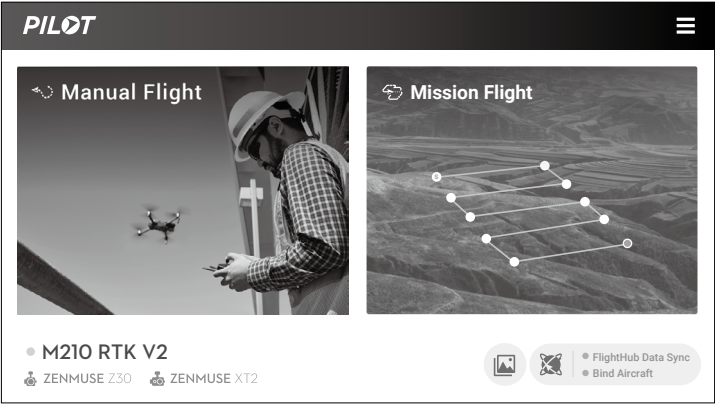 PILOT
Manual Flight
Mission Flight
S
M210 RTK V2
ZENMUSE Z30 ZENMUSE XT2
FlightHub Data Sync
Bind Aircraft